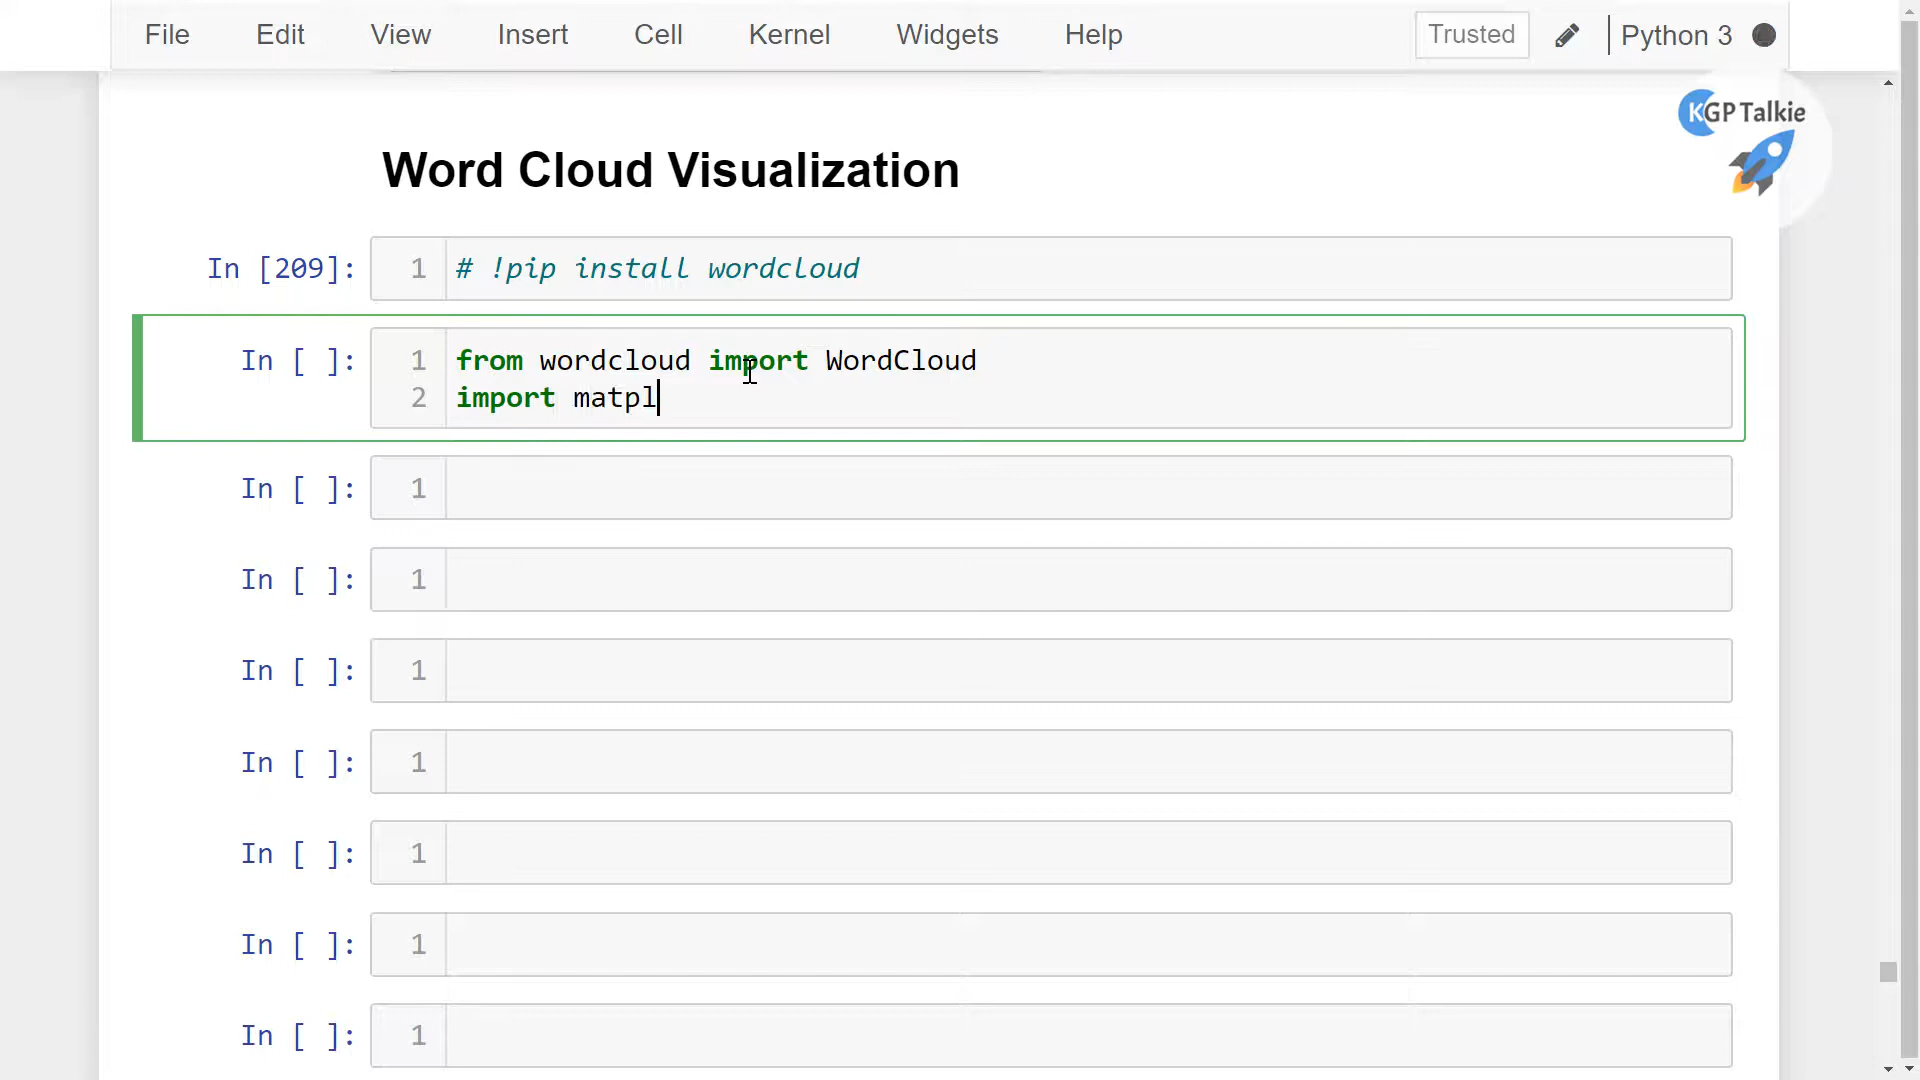 File Edit View Insert Cell Kernel Widgets Help Trusted Python 3
KGP Talkie
Word Cloud Visualization
In [209]: 1 # !pip install wordcloud
In [ ]: 1 from wordcloud import WordCloud
2 import matpl
In [ ]: 1
In [ ]: 1
In [ ]: 1
In [ ]: 1
In [ ]: 1
In [ ]: 1
In [ ]: 1